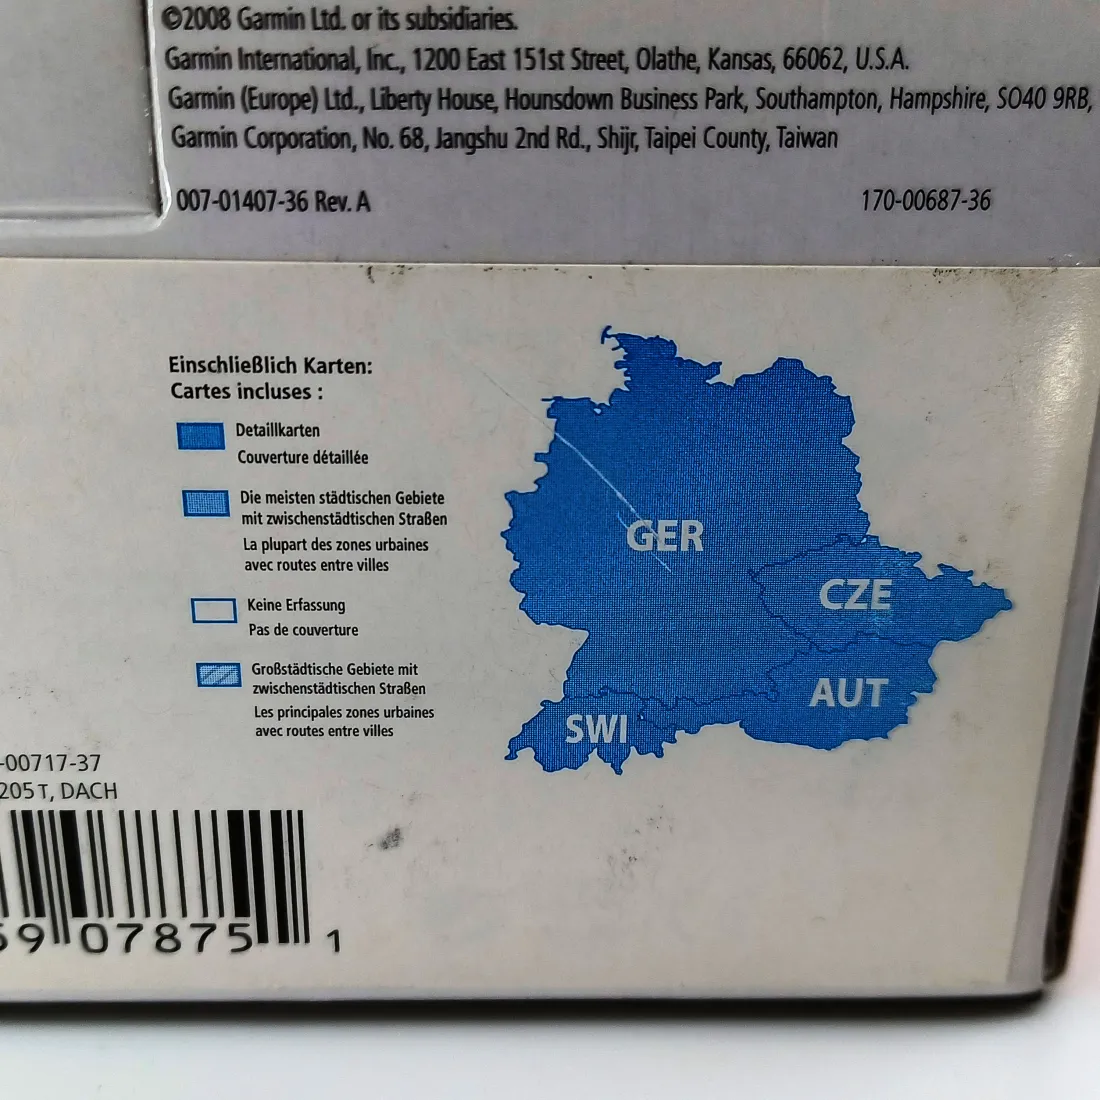 ©2008 Garmin Ltd. or its subsidiaries.
Garmin International, Inc., 1200 East 151st Street, Olathe, Kansas, 66062, U.S.A.
Garmin (Europe) Ltd., Liberty House, Hounsdown Business Park, Southampton, Hampshire, SO40 9RB,
Garmin Corporation, No. 68, Jangshu 2nd Rd., Shijr, Taipei County, Taiwan
007-01407-36 Rev. A
170-00687-36
Einschließlich Karten:
Cartes incluses :
Detaillkarten
Couverture détaillée
Die meisten städtischen Gebiete
mit zwischenstädtischen Straßen
La plupart des zones urbaines
avec routes entre villes
Keine Erfassung
Pas de couverture
Großstädtische Gebiete mit
zwischenstädtischen Straßen
Les principales zones urbaines
avec routes entre villes
GER
CZE
AUT
SWI
-00717-37
205T, DACH
59 07875 1